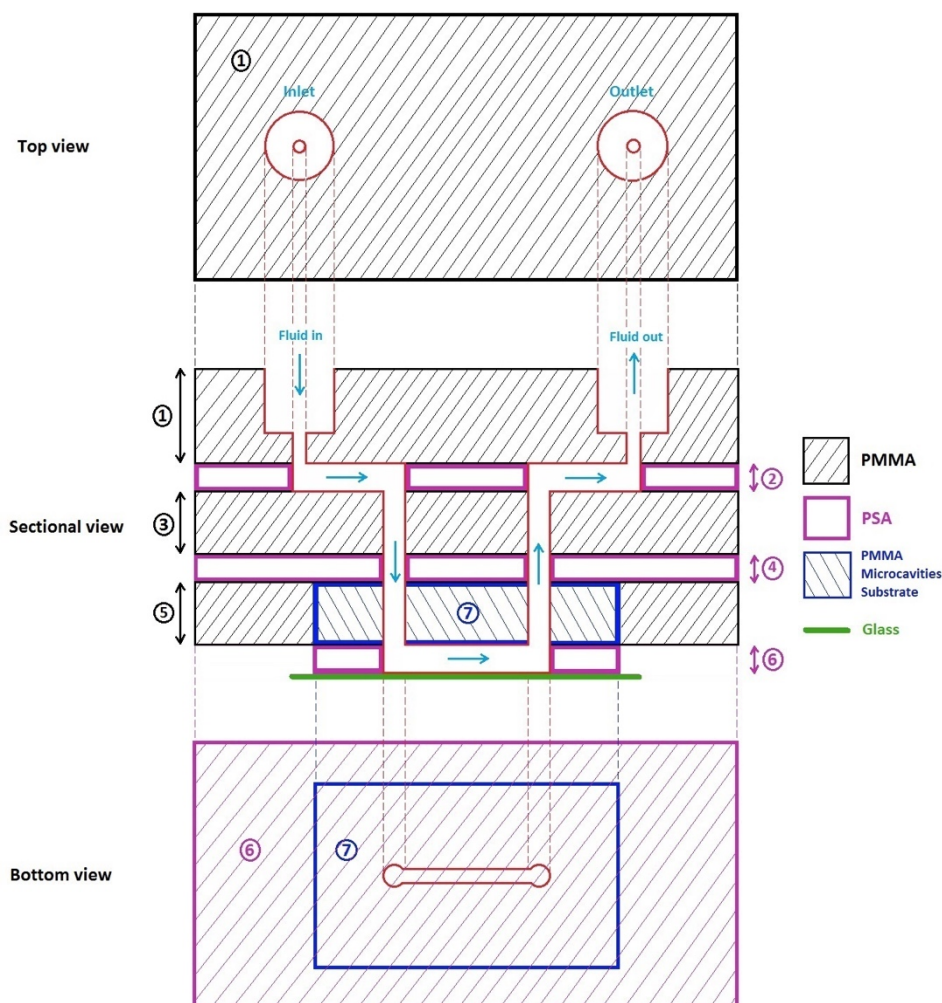 ①
Inlet
Outlet
Top view
Fluid in
Fluid out
①
PMMA
②
PSA
Sectional view
③
④
PMMA
Microcavities
Substrate
⑤
⑦
Glass
⑥
⑥
⑦
Bottom view